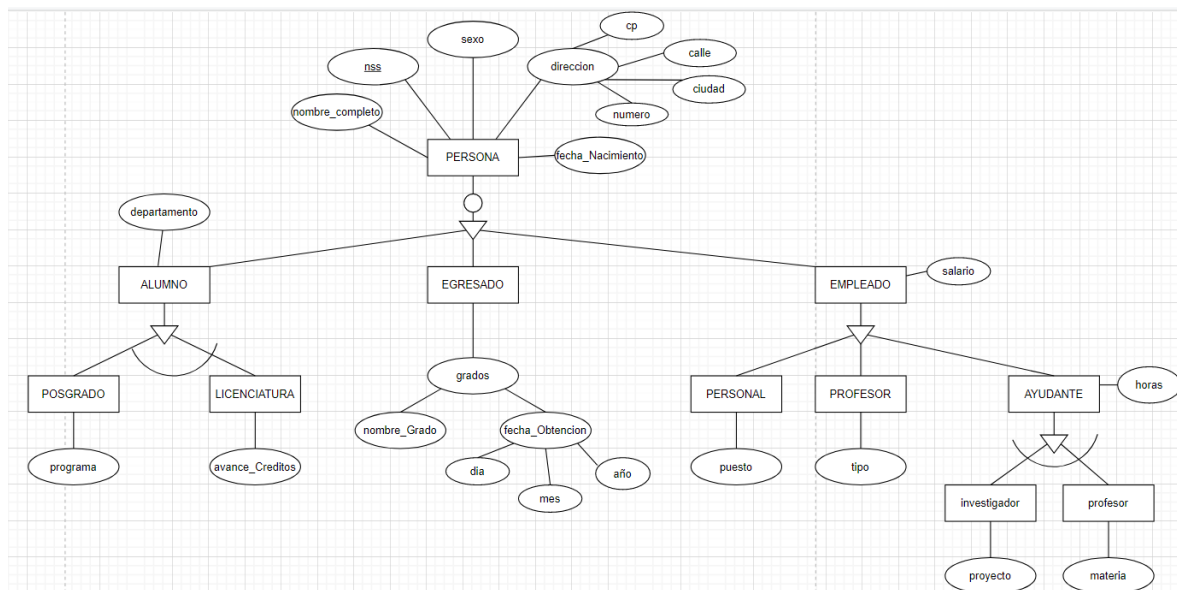 cp
sexo
calle
nss
direccion
ciudad
nombre_completo
numero
PERSONA
fecha_Nacimiento
departamento
ALUMNO
EGRESADO
EMPLEADO
salario
grados
POSGRADO
LICENCIATURA
PERSONAL
PROFESOR
AYUDANTE
horas
nombre_Grado
fecha_Obtencion
programa
avance_Creditos
dia
año
puesto
tipo
mes
investigador
profesor
proyecto
materia